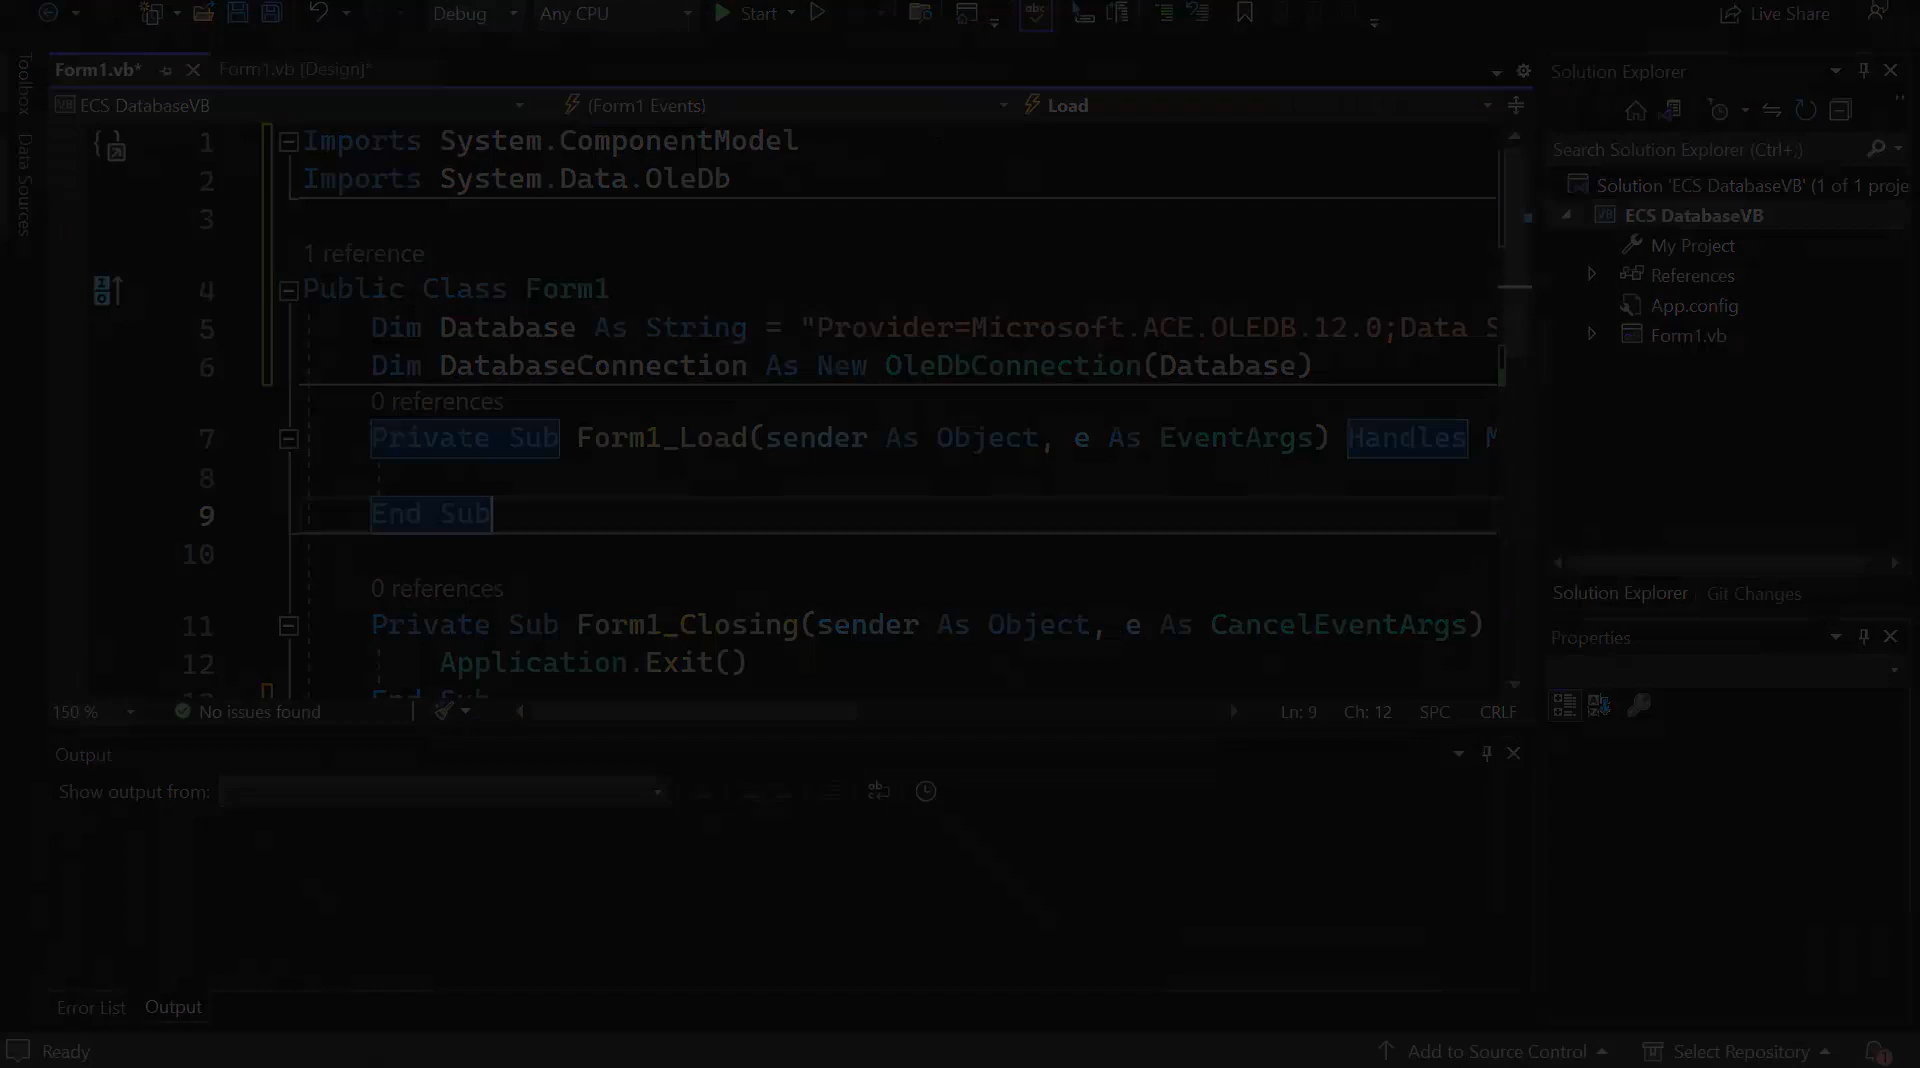 Debug Any CPU Start Live Share
Form1.vb* Form1.vb [Design]*
ECS DatabaseVB (Form1 Events) Load
Toolbox
Data Sources
1 Imports System.ComponentModel
2 Imports System.Data.OleDb
3
1 reference
4 Public Class Form1
5 Dim Database As String = "Provider=Microsoft.ACE.OLEDB.12.0;Data S
6 Dim DatabaseConnection As New OleDbConnection(Database)
0 references
7 Private Sub Form1_Load(sender As Object, e As EventArgs) Handles M
8
9 End Sub
10
0 references
11 Private Sub Form1_Closing(sender As Object, e As CancelEventArgs)
12 Application.Exit()
End Sub
150 % No issues found Ln: 9 Ch: 12 SPC CRLF
Output
Show output from:
Error List Output
Solution Explorer
Search Solution Explorer (Ctrl+;)
Solution 'ECS DatabaseVB' (1 of 1 proje
ECS DatabaseVB
My Project
References
App.config
Form1.vb
Solution Explorer Git Changes
Properties
Ready Add to Source Control Select Repository 1